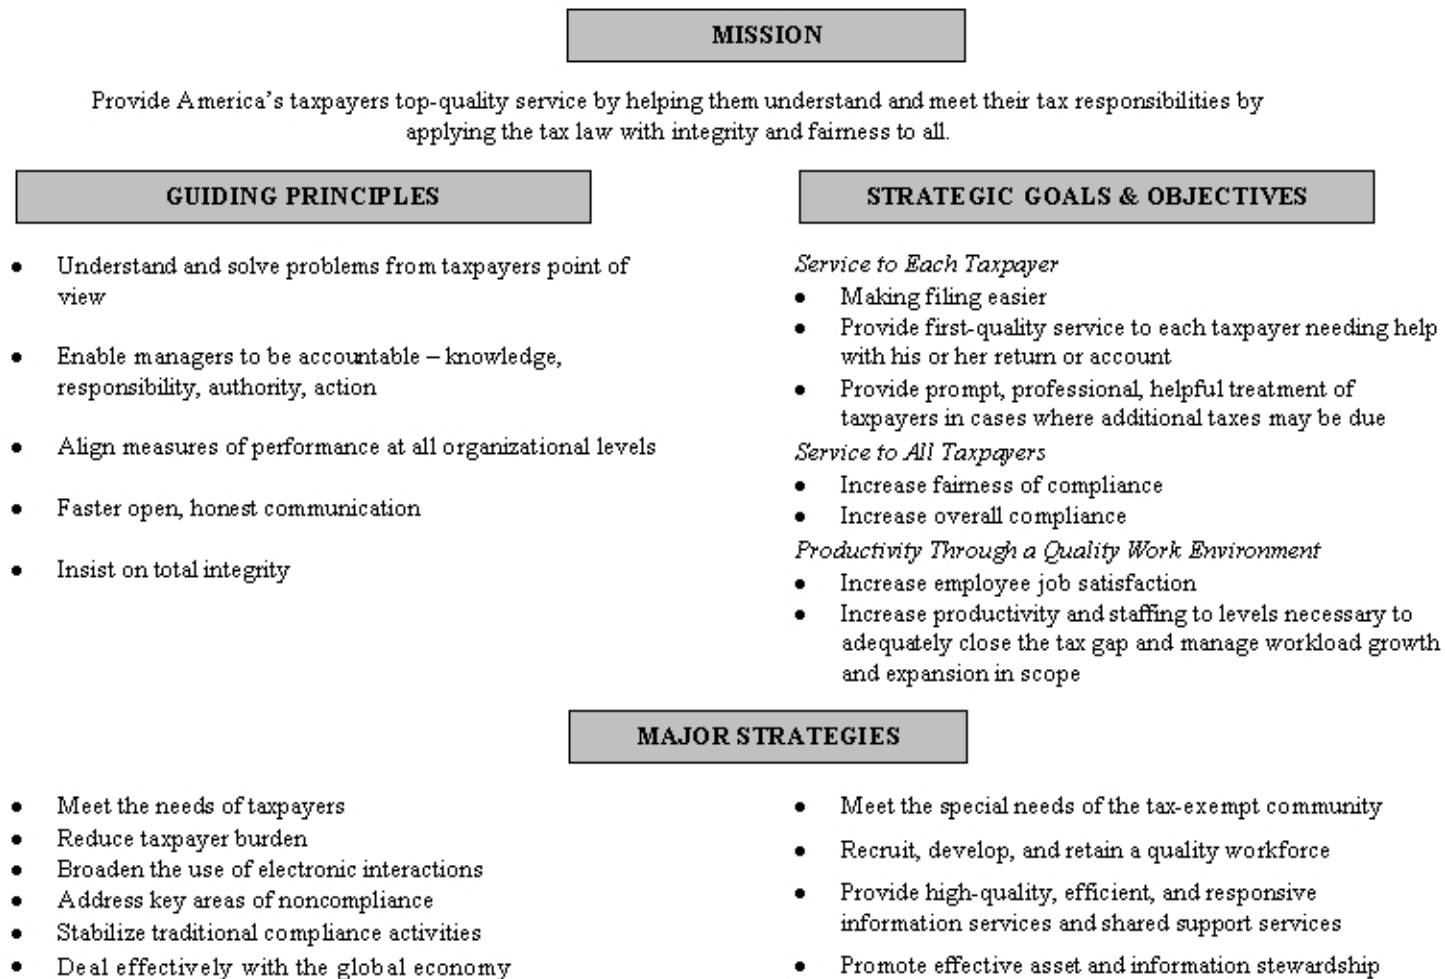 MISSION
Provide America's taxpayers top-quality service by helping them understand and meet their tax responsibilities by
applying the tax law with integrity and fairness to all.
GUIDING PRINCIPLES
● Understand and solve problems from taxpayers point of
view
● Enable managers to be accountable – knowledge,
responsibility, authority, action
● Align measures of performance at all organizational levels
● Faster open, honest communication
● Insist on total integrity
STRATEGIC GOALS & OBJECTIVES
Service to Each Taxpayer
● Making filing easier
● Provide first-quality service to each taxpayer needing help
with his or her return or account
● Provide prompt, professional, helpful treatment of
taxpayers in cases where additional taxes may be due
Service to All Taxpayers
● Increase fairness of compliance
● Increase overall compliance
Productivity Through a Quality Work Environment
● Increase employee job satisfaction
● Increase productivity and staffing to levels necessary to
adequately close the tax gap and manage workload growth
and expansion in scope
MAJOR STRATEGIES
● Meet the needs of taxpayers
● Reduce taxpayer burden
● Broaden the use of electronic interactions
● Address key areas of noncompliance
● Stabilize traditional compliance activities
● Deal effectively with the global economy
● Meet the special needs of the tax-exempt community
● Recruit, develop, and retain a quality workforce
● Provide high-quality, efficient, and responsive
information services and shared support services
● Promote effective asset and information stewardship